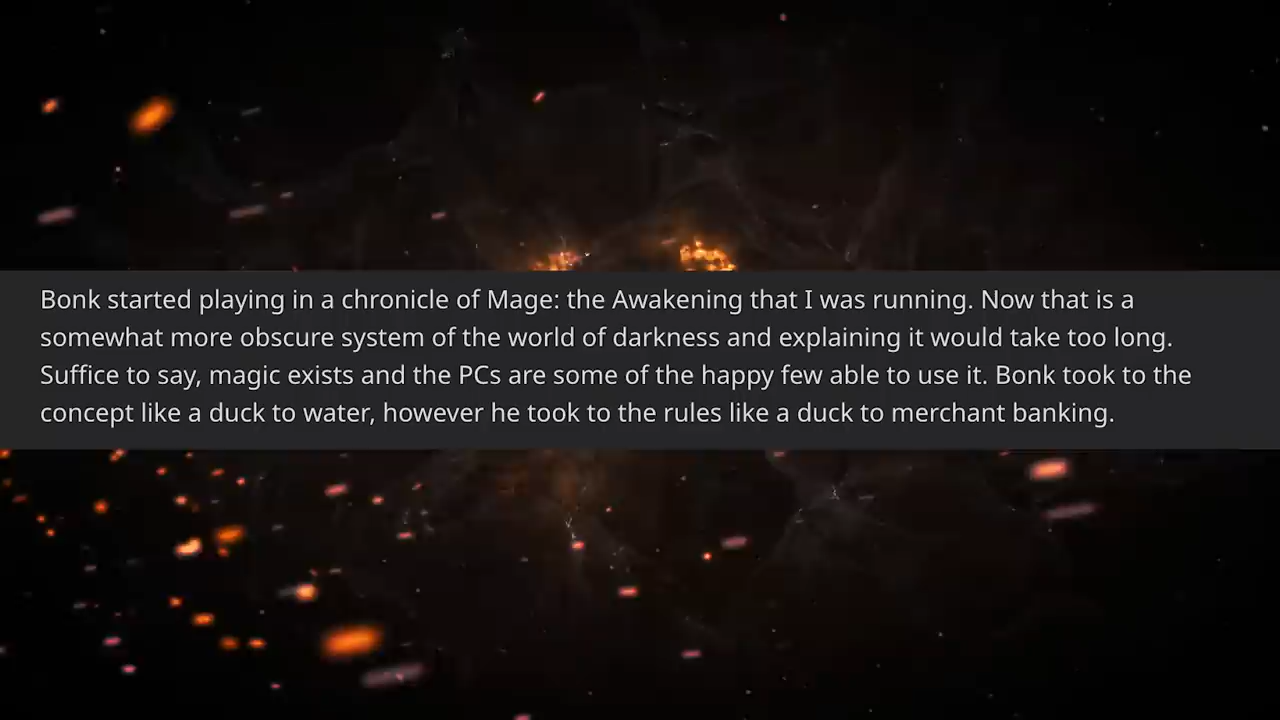 Bonk started playing in a chronicle of Mage: the Awakening that I was running. Now that is a
somewhat more obscure system of the world of darkness and explaining it would take too long.
Suffice to say, magic exists and the PCs are some of the happy few able to use it. Bonk took to the
concept like a duck to water, however he took to the rules like a duck to merchant banking.